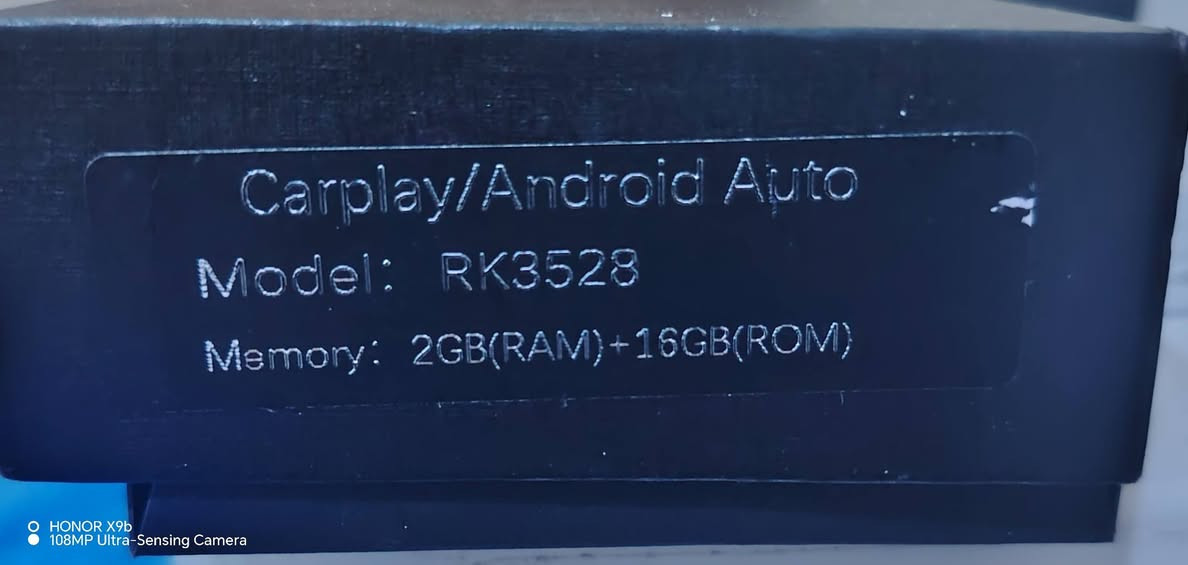 Carplay/Android Auto
Model: RK3528
Memory: 2GB(RAM)+16GB(ROM)
HONOR X9b
108MP Ultra-Sensing Camera